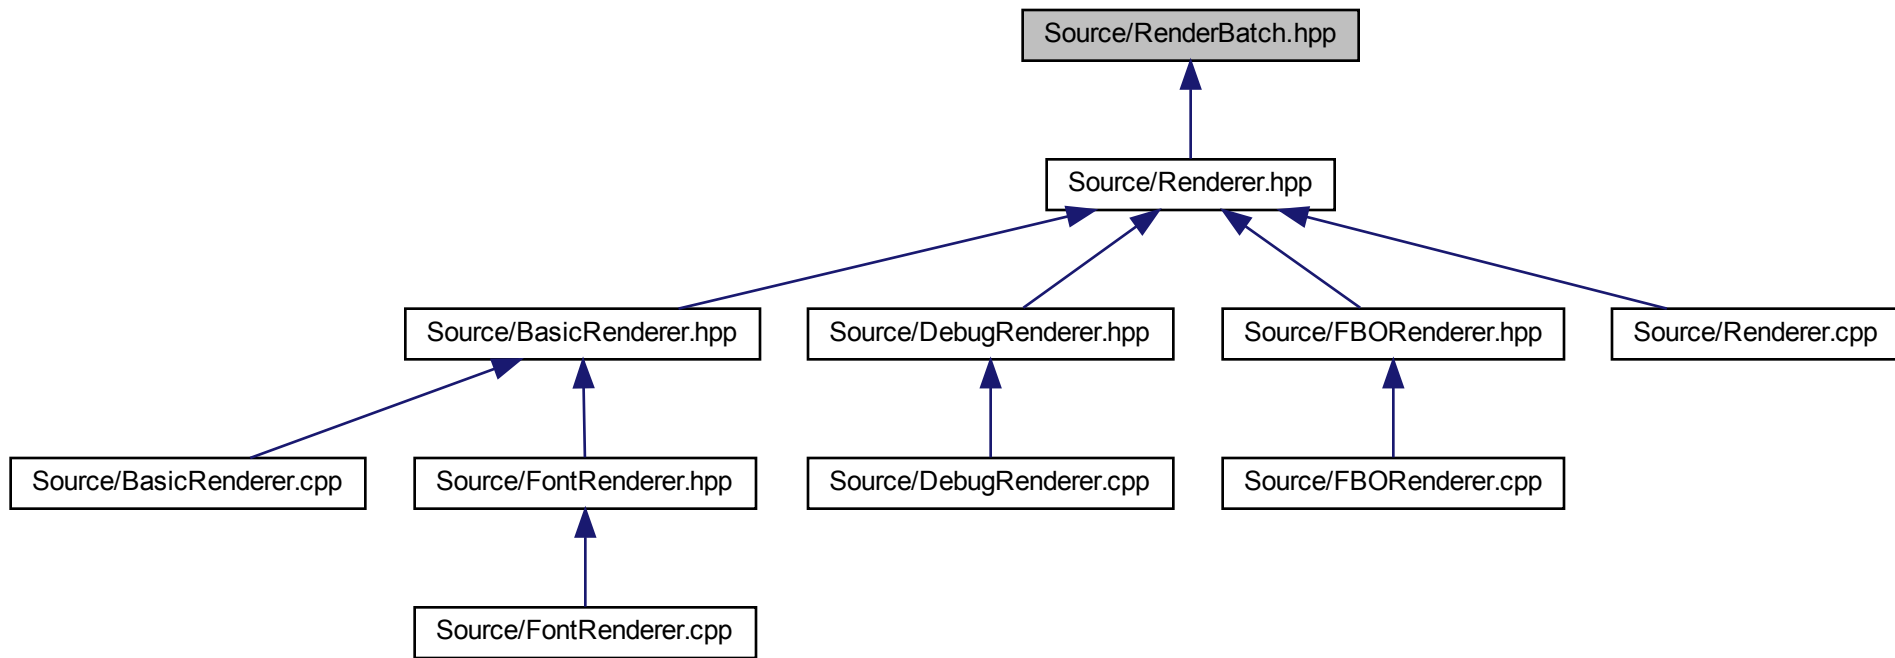 Source/RenderBatch.hpp
Source/Renderer.hpp
Source/BasicRenderer.hpp
Source/DebugRenderer.hpp
Source/FBORenderer.hpp
Source/Renderer.cpp
Source/BasicRenderer.cpp
Source/FontRenderer.hpp
Source/DebugRenderer.cpp
Source/FBORenderer.cpp
Source/FontRenderer.cpp